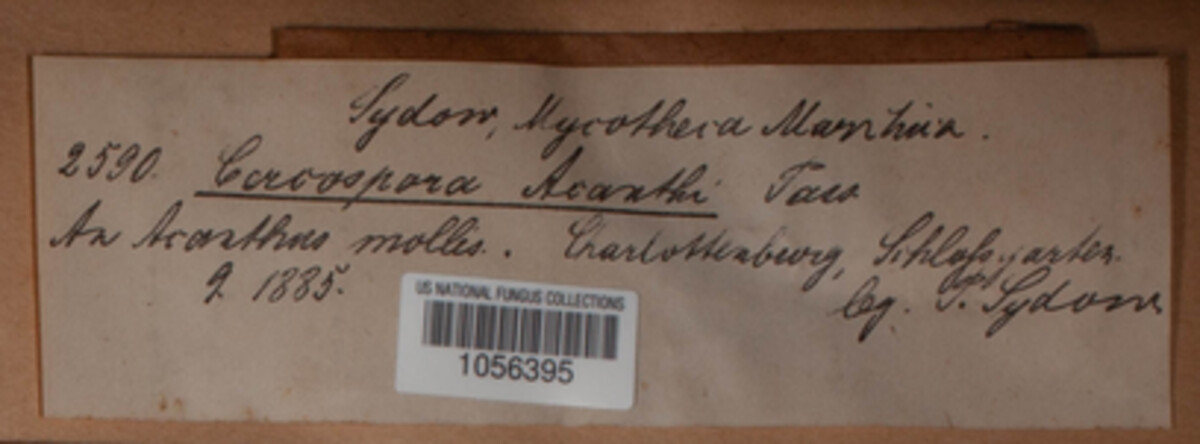 Sydow, Mycotheca Marchica.
2590. Cercospora Acanthi Pass
An Acanthus mollis. Charlottenburg, Schlossgarten.
9. 1885.
leg. P. Sydow
US NATIONAL FUNGUS COLLECTIONS
1056395